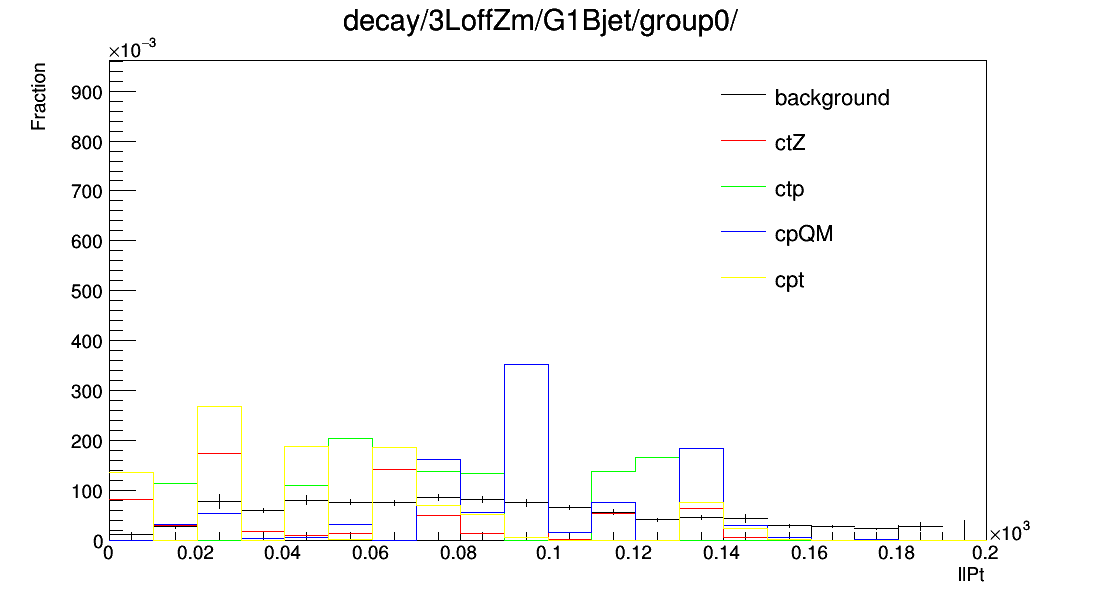 decay/3LoffZm/G1Bjet/group0/
×10⁻³
Fraction
900
800
700
600
500
400
300
200
100
0
background
ctZ
ctp
cpQM
cpt
0 0.02 0.04 0.06 0.08 0.1 0.12 0.14 0.16 0.18 0.2
×10³
llPt